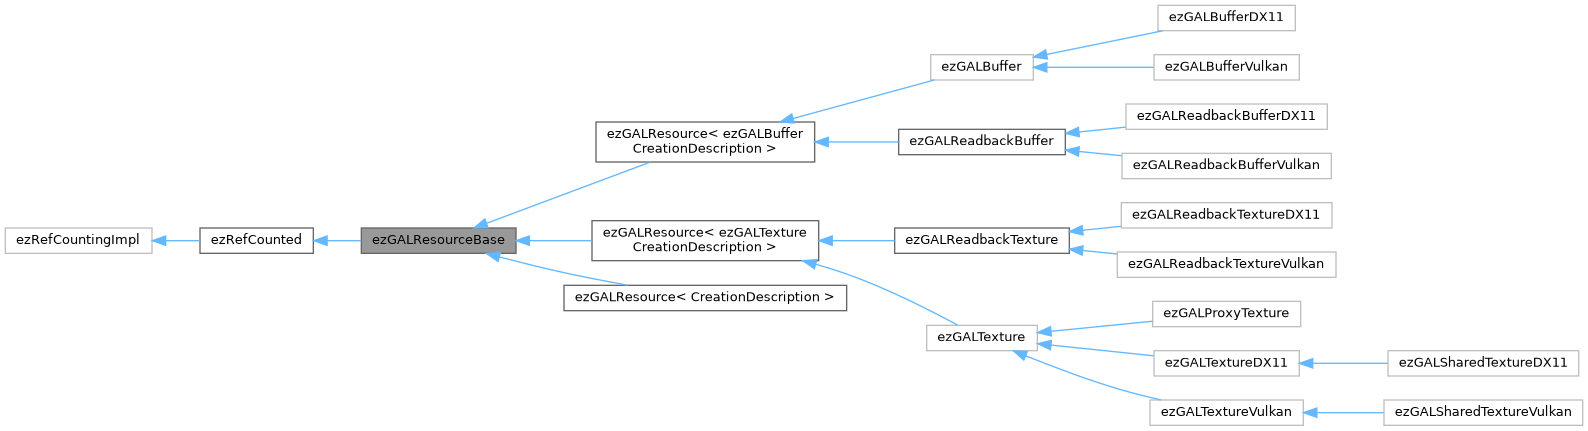 ezGALBufferDX11
ezGALBuffer
ezGALBufferVulkan
ezGALResource< ezGALBuffer
CreationDescription >
ezGALReadbackBufferDX11
ezGALReadbackBuffer
ezGALReadbackBufferVulkan
ezRefCountingImpl
ezRefCounted
ezGALResourceBase
ezGALResource< ezGALTexture
CreationDescription >
ezGALReadbackTextureDX11
ezGALReadbackTexture
ezGALReadbackTextureVulkan
ezGALResource< CreationDescription >
ezGALProxyTexture
ezGALTexture
ezGALTextureDX11
ezGALSharedTextureDX11
ezGALTextureVulkan
ezGALSharedTextureVulkan